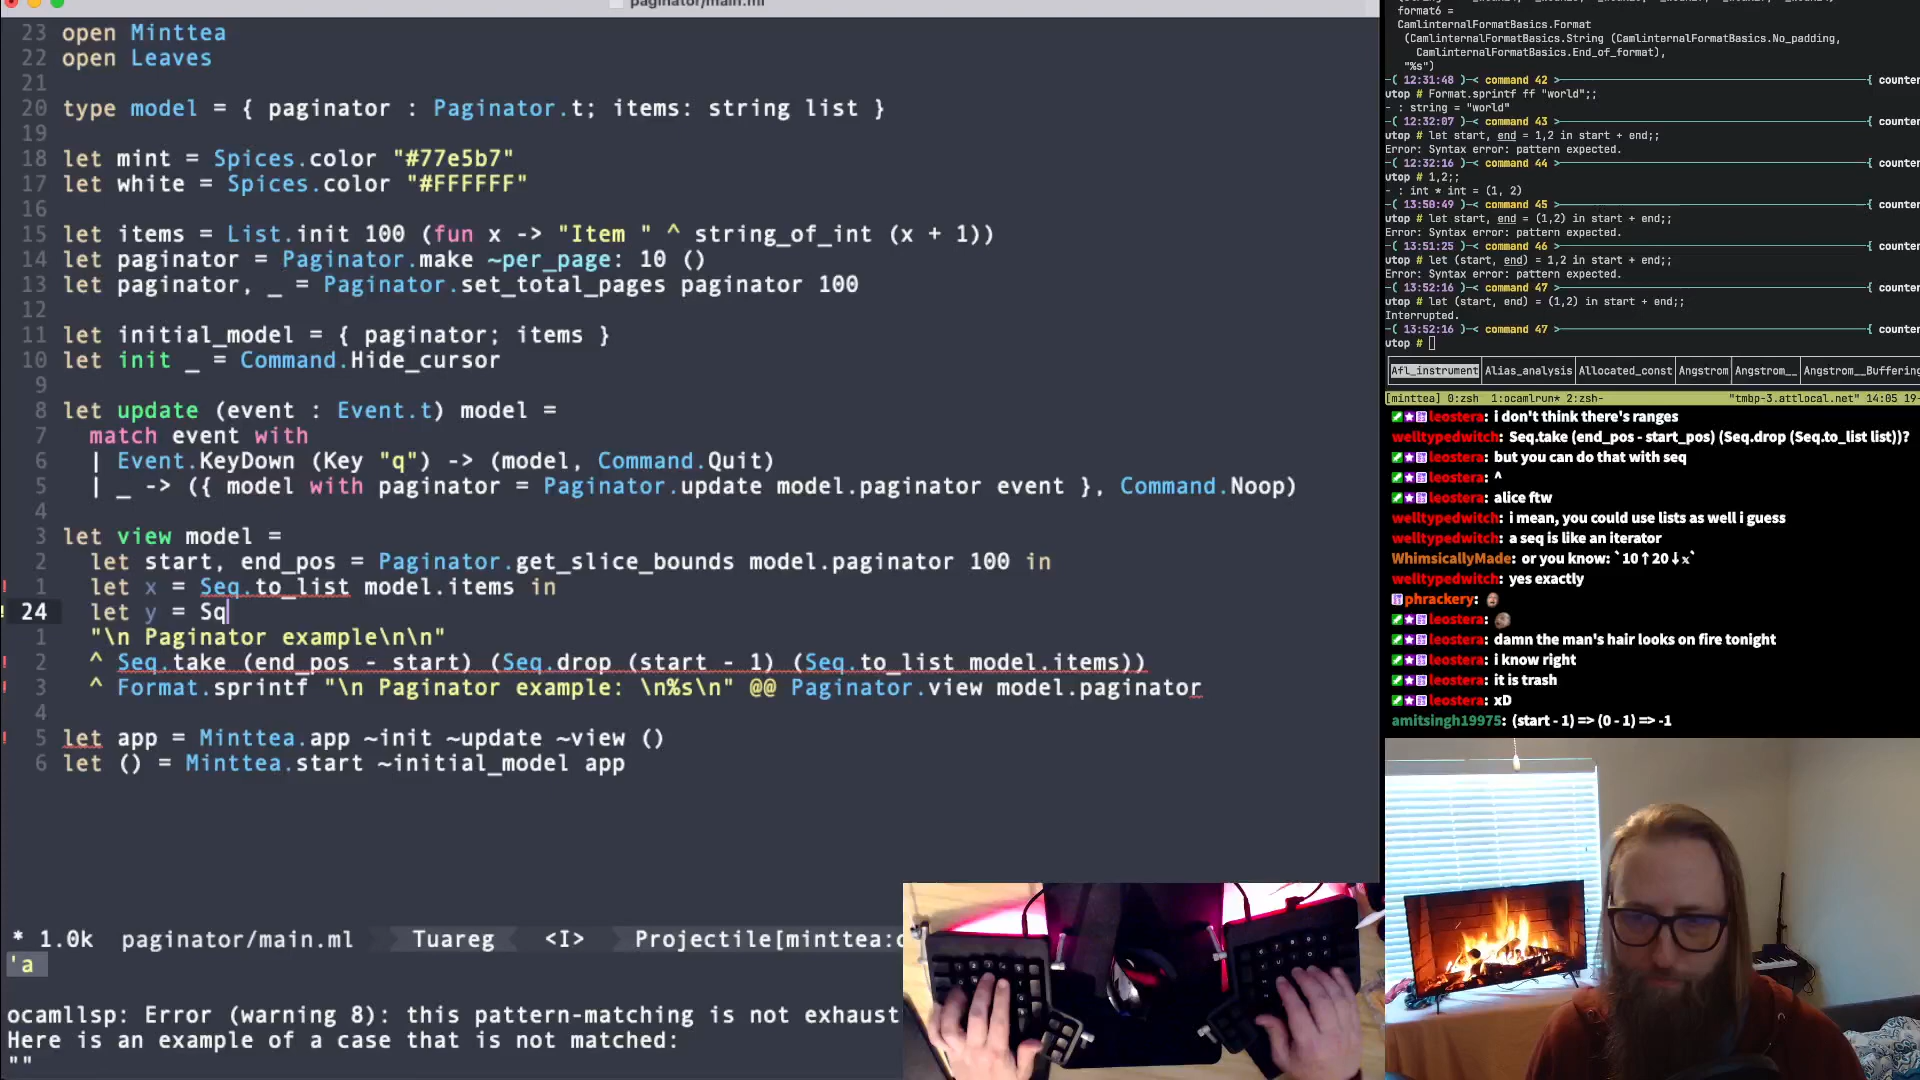 paginator/main.ml
23 open Minttea
22 open Leaves
21
20 type model = { paginator : Paginator.t; items: string list }
19
18 let mint = Spices.color "#77e5b7"
17 let white = Spices.color "#FFFFFF"
16
15 let items = List.init 100 (fun x -> "Item " ^ string_of_int (x + 1))
14 let paginator = Paginator.make ~per_page: 10 ()
13 let paginator, _ = Paginator.set_total_pages paginator 100
12
11 let initial_model = { paginator; items }
10 let init _ = Command.Hide_cursor
9
8 let update (event : Event.t) model =
7 match event with
6 | Event.KeyDown (Key "q") -> (model, Command.Quit)
5 | _ -> ({ model with paginator = Paginator.update model.paginator event }, Command.Noop)
4
3 let view model =
2 let start, end_pos = Paginator.get_slice_bounds model.paginator 100 in
! 1 let x = Seq.to_list model.items in
! 24 let y = Sq
1 "\n Paginator example\n\n"
! 2 ^ Seq.take (end_pos - start) (Seq.drop (start - 1) (Seq.to_list model.items))
! 3 ^ Format.sprintf "\n Paginator example: \n%s\n" @@ Paginator.view model.paginator
4
! 5 let app = Minttea.app ~init ~update ~view ()
6 let () = Minttea.start ~initial_model app
* 1.0k paginator/main.ml Tuareg <I> Projectile[minttea:
'a
ocamllsp: Error (warning 8): this pattern-matching is not exhaust
Here is an example of a case that is not matched:
""
format6 =
CamlinternalFormatBasics.Format
(CamlinternalFormatBasics.String (CamlinternalFormatBasics.No_padding,
CamlinternalFormatBasics.End_of_format),
"%s")
-( 12:31:48 )-< command 42 >-{ counter
utop # Format.sprintf ff "world";;
- : string = "world"
-( 12:32:07 )-< command 43 >-{ counter
utop # let start, end = 1,2 in start + end;;
Error: Syntax error: pattern expected.
-( 12:32:16 )-< command 44 >-{ counter
utop # 1,2;;
- : int * int = (1, 2)
-( 13:50:49 )-< command 45 >-{ counter
utop # let start, end = (1,2) in start + end;;
Error: Syntax error: pattern expected.
-( 13:51:25 )-< command 46 >-{ counter
utop # let (start, end) = 1,2 in start + end;;
Error: Syntax error: pattern expected.
-( 13:52:16 )-< command 47 >-{ counter
utop # let (start, end) = (1,2) in start + end;;
Interrupted.
-( 13:52:16 )-< command 47 >-{ counter
utop #
Afl_instrument Alias_analysis Allocated_const Angstrom Angstrom__ Angstrom__Buffering
[minttea] 0:zsh 1:ocamlrun* 2:zsh- "tmbp-3.attlocal.net" 14:05 19-
leostera: i don't think there's ranges
welltypedwitch: Seq.take (end_pos - start_pos) (Seq.drop (Seq.to_list list))?
leostera: but you can do that with seq
leostera: ^
leostera: alice ftw
welltypedwitch: i mean, you could use lists as well i guess
welltypedwitch: a seq is like an iterator
WhimsicallyMade: or you know: `10↑20↓x`
welltypedwitch: yes exactly
phrackery:
leostera:
leostera: damn the man's hair looks on fire tonight
leostera: i know right
leostera: it is trash
leostera: xD
amitsingh19975: (start - 1) => (0 - 1) => -1